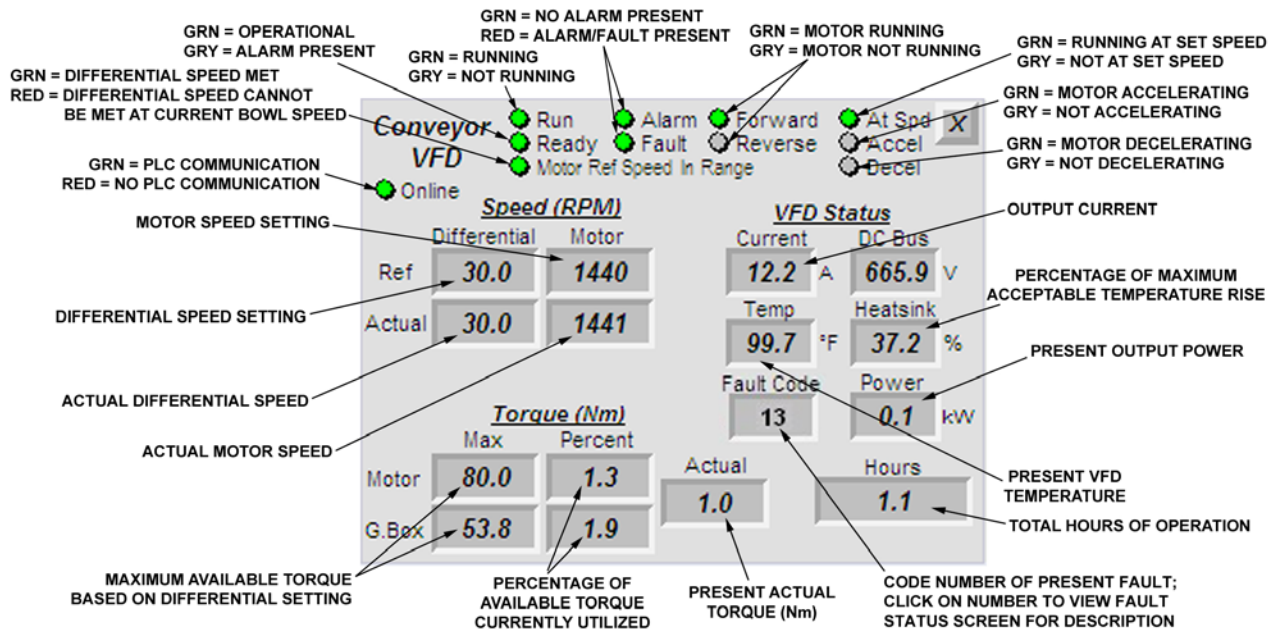 GRN = OPERATIONAL
GRY = ALARM PRESENT
GRN = RUNNING
GRY = NOT RUNNING
GRN = NO ALARM PRESENT
RED = ALARM/FAULT PRESENT
GRN = MOTOR RUNNING
GRY = MOTOR NOT RUNNING
GRN = RUNNING AT SET SPEED
GRY = NOT AT SET SPEED
GRN = DIFFERENTIAL SPEED MET
RED = DIFFERENTIAL SPEED CANNOT
BE MET AT CURRENT BOWL SPEED
GRN = MOTOR ACCELERATING
GRY = NOT ACCELERATING
GRN = MOTOR DECELERATING
GRY = NOT DECELERATING
GRN = PLC COMMUNICATION
RED = NO PLC COMMUNICATION
Conveyor
VFD
Run Alarm Forward At Spd X
Ready Fault Reverse Accel
Motor Ref Speed In Range Decel
Online
Speed (RPM) VFD Status
MOTOR SPEED SETTING
OUTPUT CURRENT
Differential Motor Current DC Bus
Ref 30.0 1440 12.2 A 665.9 V
PERCENTAGE OF MAXIMUM
ACCEPTABLE TEMPERATURE RISE
DIFFERENTIAL SPEED SETTING
Temp Heatsink
Actual 30.0 1441 99.7 °F 37.2 %
PRESENT OUTPUT POWER
Fault Code Power
13 0.1 kW
ACTUAL DIFFERENTIAL SPEED
ACTUAL MOTOR SPEED
Torque (Nm)
Max Percent Actual Hours
Motor 80.0 1.3 1.0 1.1
G.Box 53.8 1.9
PRESENT VFD
TEMPERATURE
TOTAL HOURS OF OPERATION
MAXIMUM AVAILABLE TORQUE
BASED ON DIFFERENTIAL SETTING
PERCENTAGE OF
AVAILABLE TORQUE
CURRENTLY UTILIZED
PRESENT ACTUAL
TORQUE (Nm)
CODE NUMBER OF PRESENT FAULT;
CLICK ON NUMBER TO VIEW FAULT
STATUS SCREEN FOR DESCRIPTION